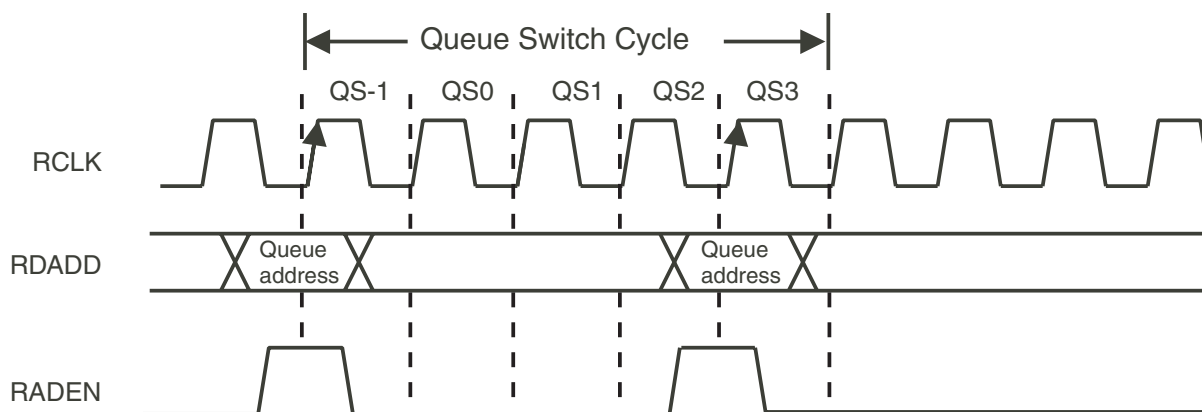 Queue Switch Cycle
QS-1 QS0 QS1 QS2 QS3
RCLK
RDADD
Queue address
Queue address
RADEN